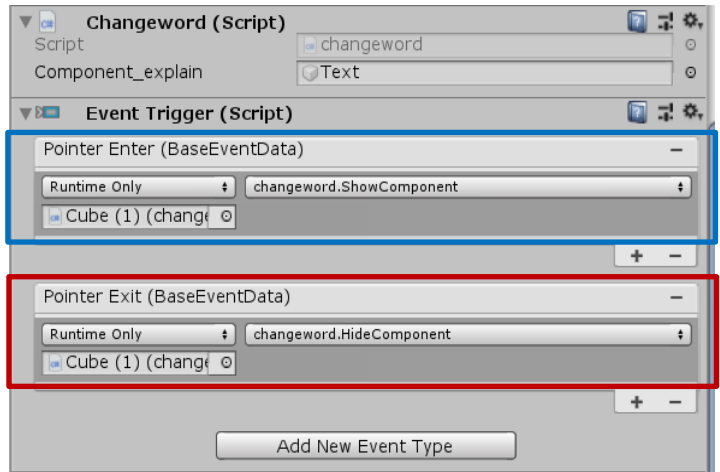 Changeword (Script)
Script changeword
Component_explain Text
Event Trigger (Script)
Pointer Enter (BaseEventData)
Runtime Only changeword.ShowComponent
Cube (1) (change
Pointer Exit (BaseEventData)
Runtime Only changeword.HideComponent
Cube (1) (change
Add New Event Type